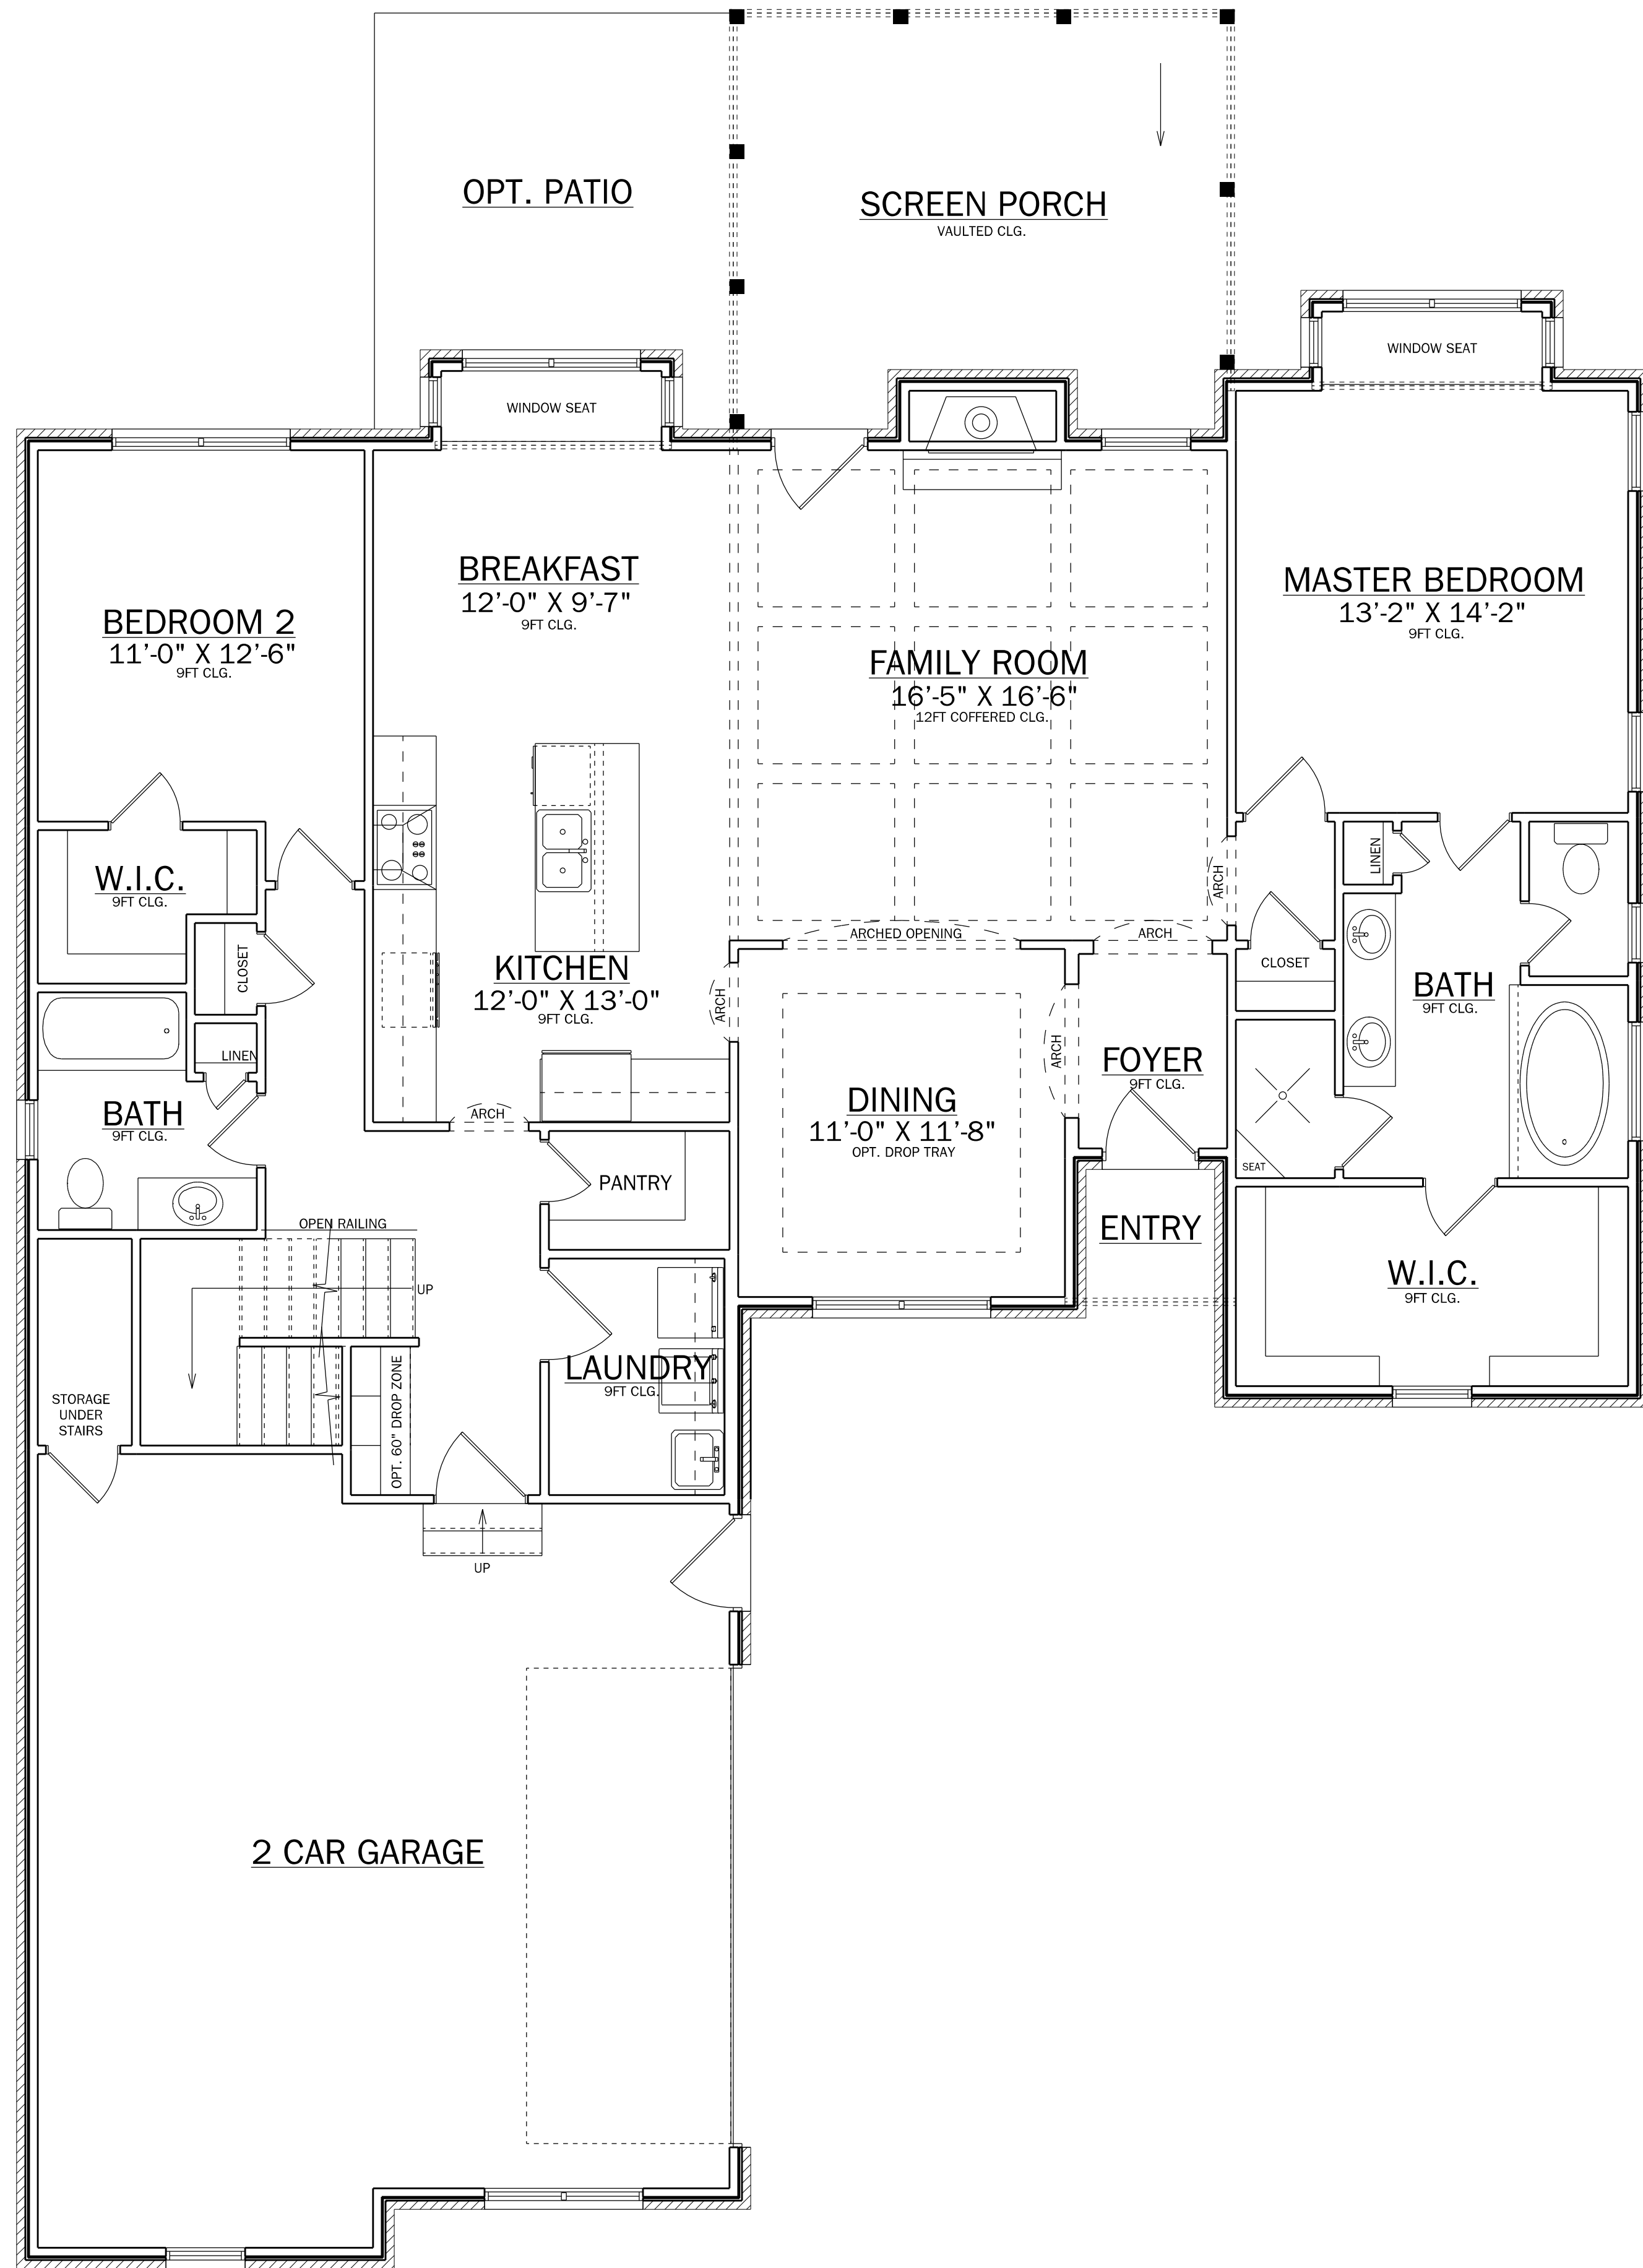 OPT. PATIO
SCREEN PORCH
VAULTED CLG.
WINDOW SEAT
WINDOW SEAT
BREAKFAST
12'-0" X 9'-7"
9FT CLG.
MASTER BEDROOM
13'-2" X 14'-2"
9FT CLG.
BEDROOM 2
11'-0" X 12'-6"
9FT CLG.
FAMILY ROOM
16'-5" X 16'-6"
12FT COFFERED CLG.
W.I.C.
9FT CLG.
LINEN
ARCH
ARCHED OPENING
ARCH
CLOSET
CLOSET
KITCHEN
12'-0" X 13'-0"
9FT CLG.
ARCH
BATH
9FT CLG.
LINEN
ARCH
FOYER
9FT CLG.
BATH
9FT CLG.
ARCH
DINING
11'-0" X 11'-8"
OPT. DROP TRAY
SEAT
PANTRY
OPEN RAILING
ENTRY
UP
W.I.C.
9FT CLG.
LAUNDRY
9FT CLG.
STORAGE
UNDER
STAIRS
OPT. 60" DROP ZONE
UP
2 CAR GARAGE